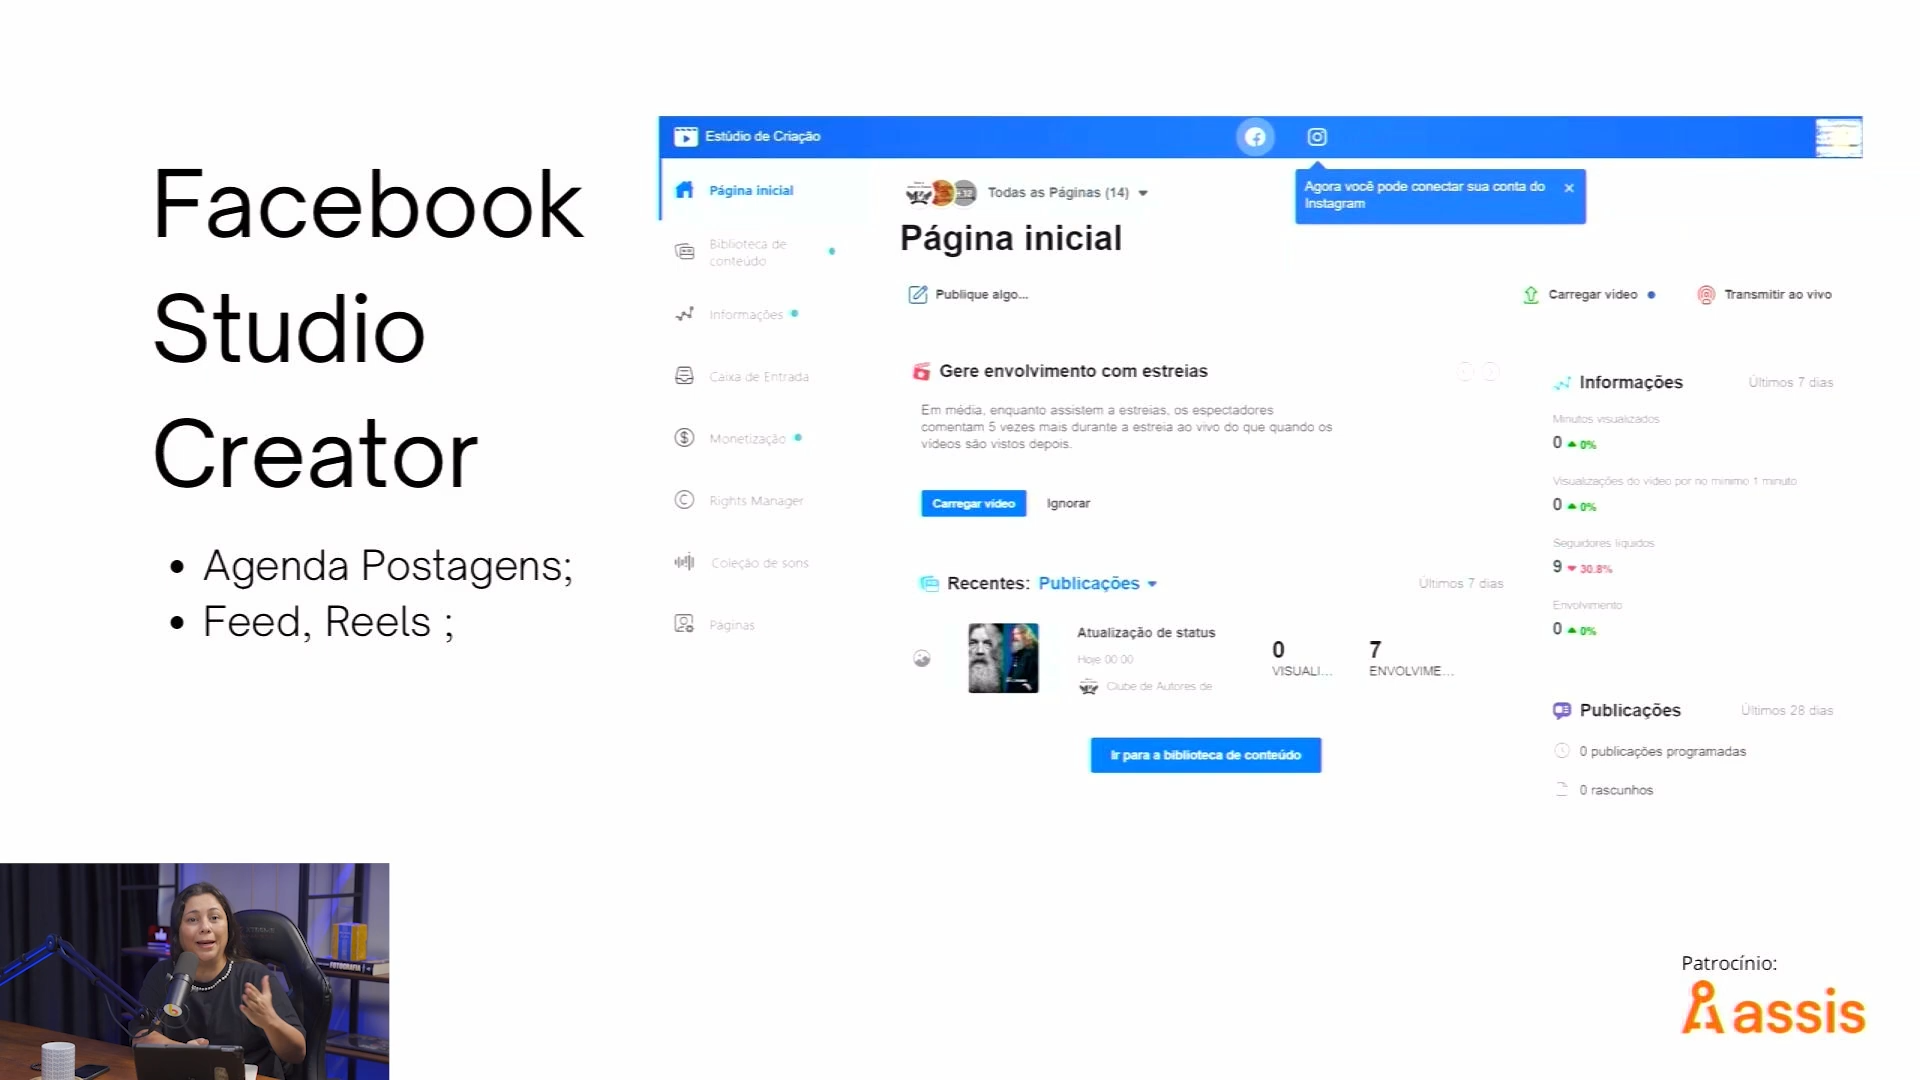 Facebook
Studio
Creator
• Agenda Postagens;
• Feed, Reels ;
Estúdio de Criação
Agora você pode conectar sua conta do
Instagram
Página inicial
Biblioteca de
conteúdo
Informações
Caixa de Entrada
Monetização
Rights Manager
Coleção de sons
Páginas
+12
Todas as Páginas (14)
Página inicial
Publique algo...
Carregar vídeo
Transmitir ao vivo
Gere envolvimento com estreias
Em média, enquanto assistem a estreias, os espectadores
comentam 5 vezes mais durante a estreia ao vivo do que quando os
vídeos são vistos depois.
Carregar vídeo
Ignorar
Recentes: Publicações
Últimos 7 dias
Atualização de status
Hoje 00:00
Clube de Autores de
0
VISUALI...
7
ENVOLVIME...
Ir para a biblioteca de conteúdo
Informações
Últimos 7 dias
Minutos visualizados
0 0%
Visualizações do vídeo por no mínimo 1 minuto
0 0%
Seguidores líquidos
9 30.8%
Envolvimento
0 0%
Publicações
Últimos 28 dias
0 publicações programadas
0 rascunhos
FOTOGRAFIA
Patrocínio:
assis